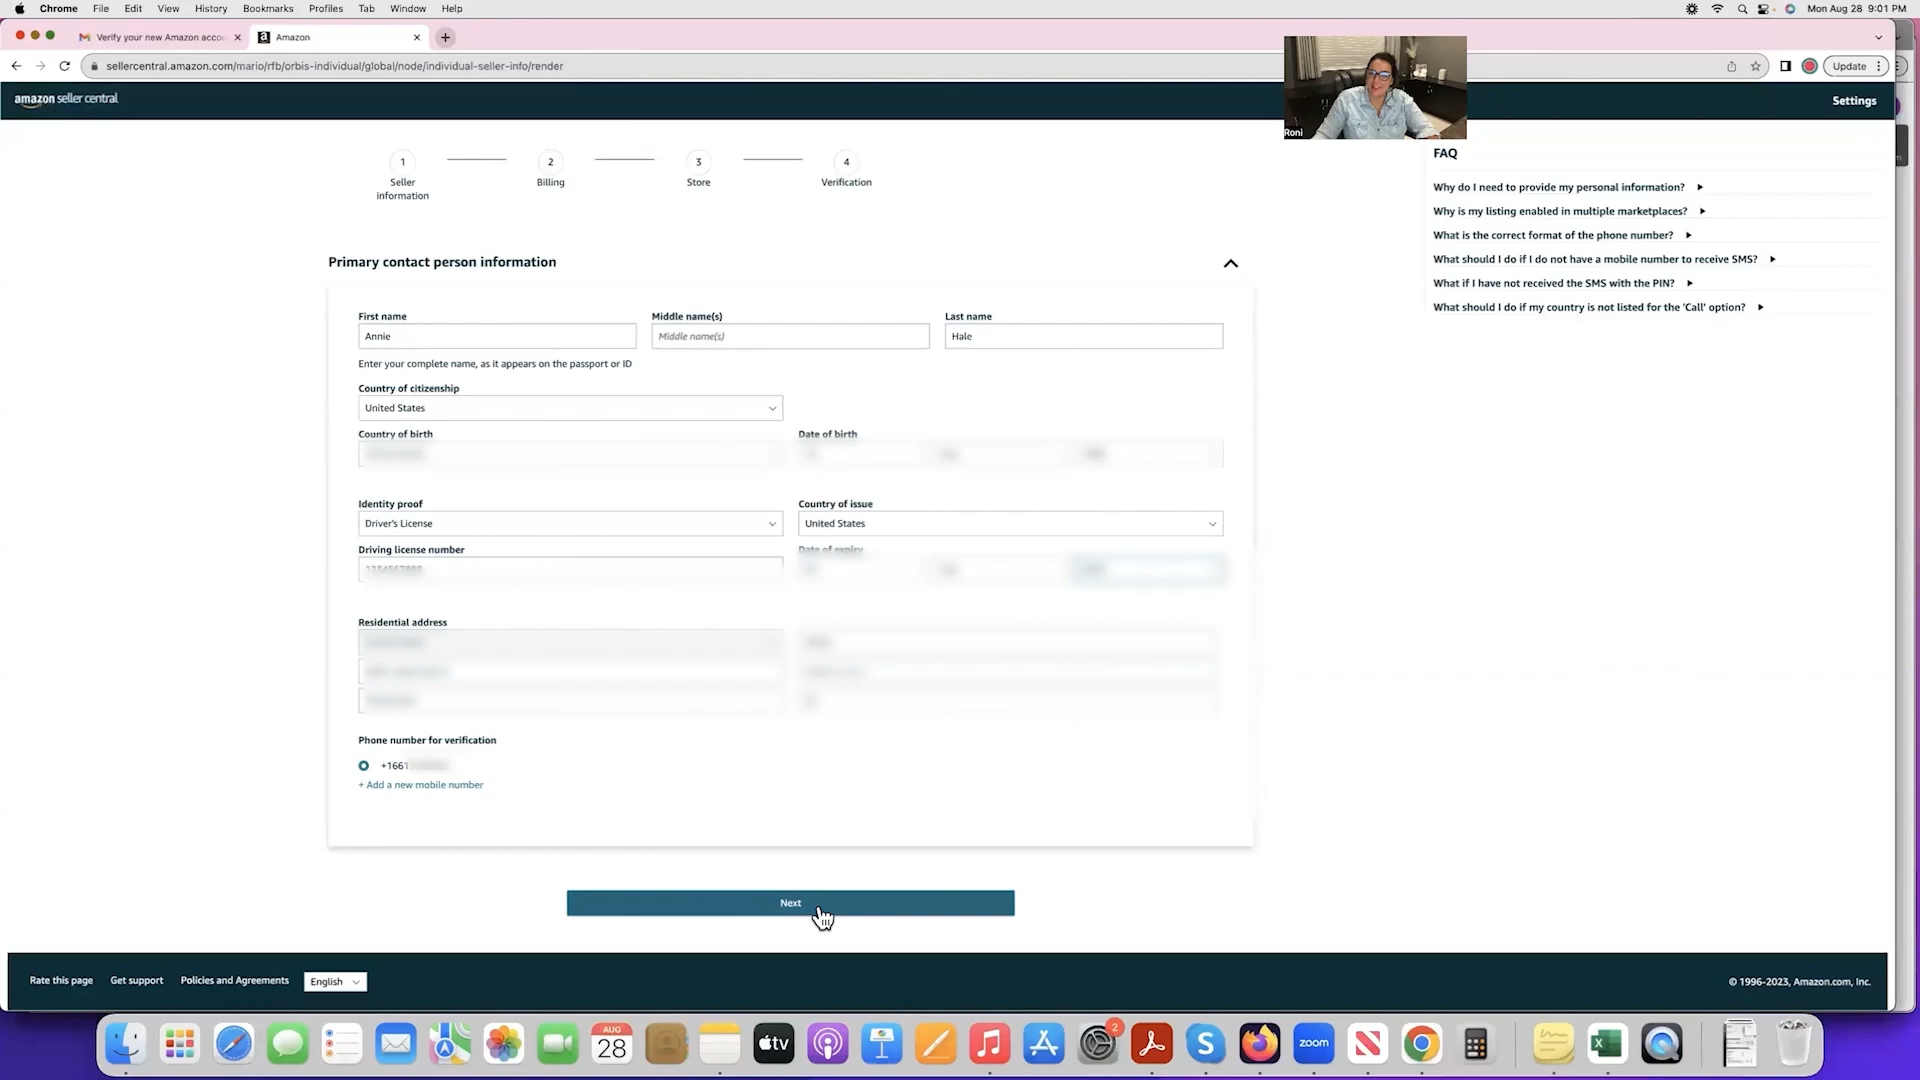 Chrome File Edit View History Bookmarks Profiles Tab Window Help Mon Aug 28 9:01 PM
Verify your new Amazon acco Amazon
sellercentral.amazon.com/mario/rfb/orbis-individual/global/node/individual-seller-info/render Update
amazon seller central Settings
Roni
1 2 3 4
Seller information Billing Store Verification
FAQ
Why do I need to provide my personal information?
Why is my listing enabled in multiple marketplaces?
What is the correct format of the phone number?
What should I do if I do not have a mobile number to receive SMS?
What if I have not received the SMS with the PIN?
What should I do if my country is not listed for the 'Call' option?
Primary contact person information
First name Middle name(s) Last name
Annie Middle name(s) Hale
Enter your complete name, as it appears on the passport or ID
Country of citizenship
United States
Country of birth Date of birth
Identity proof Country of issue
Driver's License United States
Driving license number Date of expiry
Residential address
Phone number for verification
+1661
+ Add a new mobile number
Next
Rate this page Get support Policies and Agreements English © 1996-2023, Amazon.com, Inc.
AUG
28
tv
2
zoom